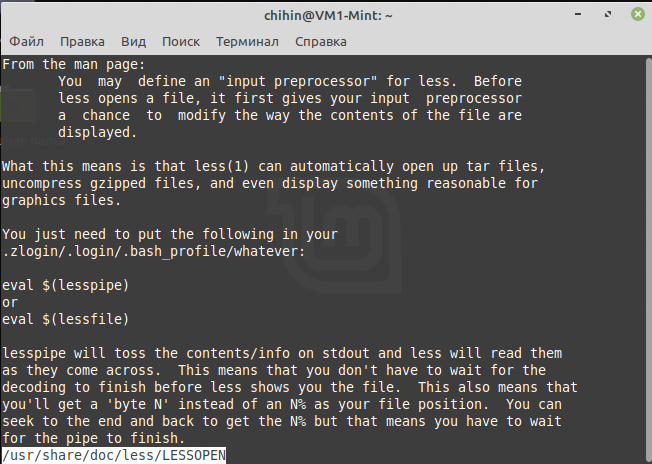 chihin@VM1-Mint: ~
Файл Правка Вид Поиск Терминал Справка
From the man page:
You may define an "input preprocessor" for less. Before
less opens a file, it first gives your input preprocessor
a chance to modify the way the contents of the file are
displayed.
What this means is that less(1) can automatically open up tar files,
uncompress gzipped files, and even display something reasonable for
graphics files.
You just need to put the following in your
.zlogin/.login/.bash_profile/whatever:
eval $(lesspipe)
or
eval $(lessfile)
lesspipe will toss the contents/info on stdout and less will read them
as they come across. This means that you don't have to wait for the
decoding to finish before less shows you the file. This also means that
you'll get a 'byte N' instead of an N% as your file position. You can
seek to the end and back to get the N% but that means you have to wait
for the pipe to finish.
/usr/share/doc/less/LESSOPEN